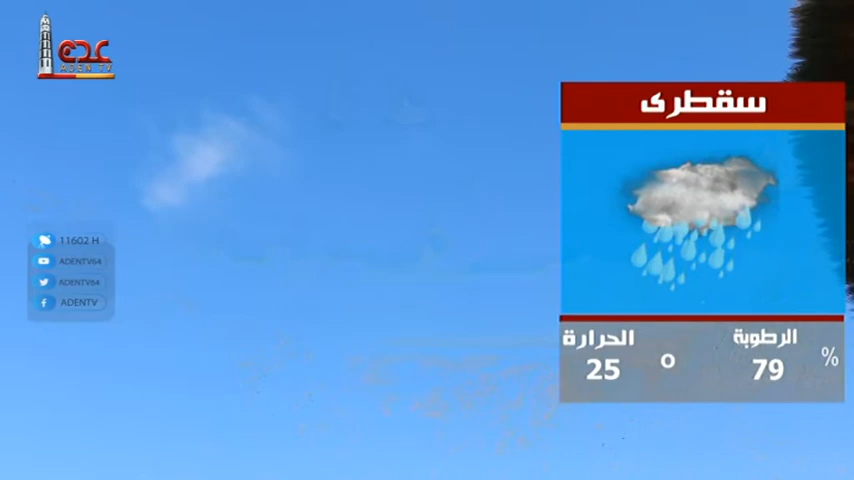 عدن
ADEN TV
سقطرى
11602 H
ADENTV64
ADENTV64
ADENTV
الحرارة
25 o
الرطوبة
79 %